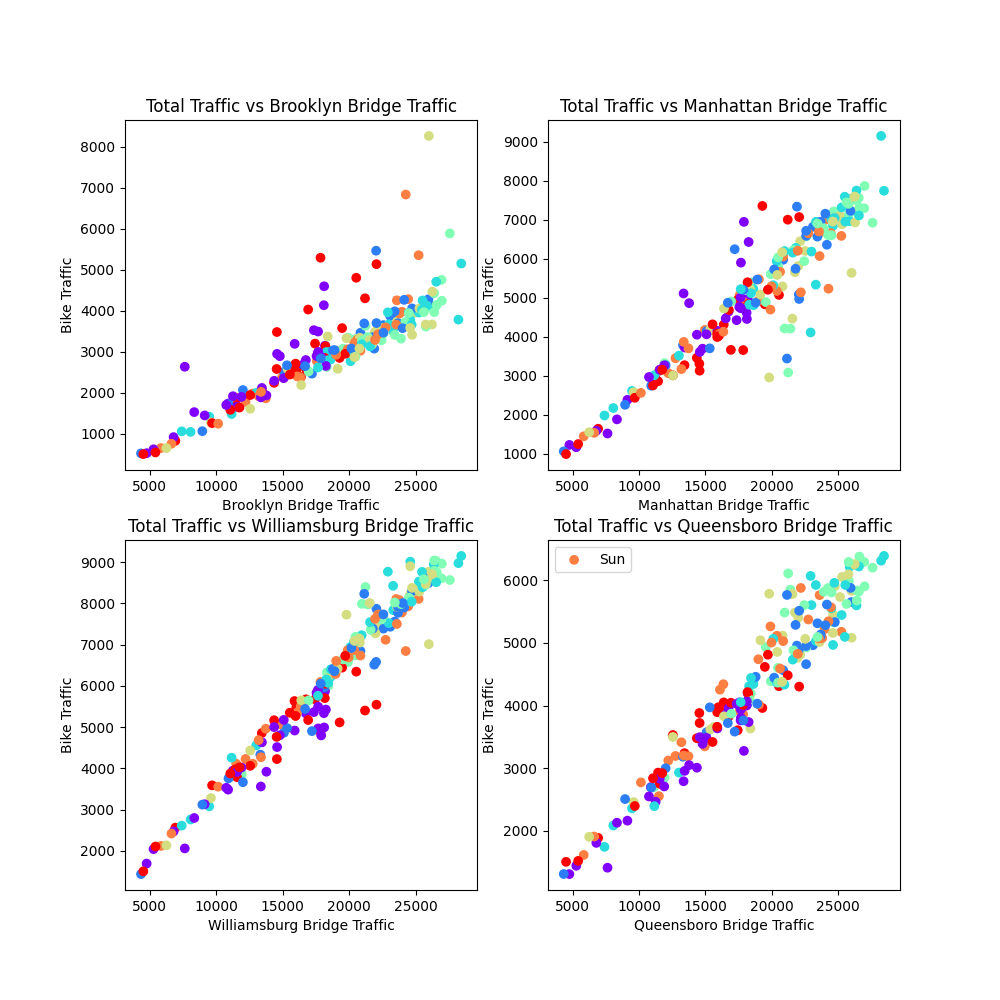 Total Traffic vs Brooklyn Bridge Traffic
8000
7000
6000
5000
4000
3000
2000
1000
Bike Traffic
5000 10000 15000 20000 25000
Brooklyn Bridge Traffic
Total Traffic vs Manhattan Bridge Traffic
9000
8000
7000
6000
5000
4000
3000
2000
1000
Bike Traffic
5000 10000 15000 20000 25000
Manhattan Bridge Traffic
Total Traffic vs Williamsburg Bridge Traffic
9000
8000
7000
6000
5000
4000
3000
2000
Bike Traffic
5000 10000 15000 20000 25000
Williamsburg Bridge Traffic
Total Traffic vs Queensboro Bridge Traffic
Sun
6000
5000
4000
3000
2000
Bike Traffic
5000 10000 15000 20000 25000
Queensboro Bridge Traffic